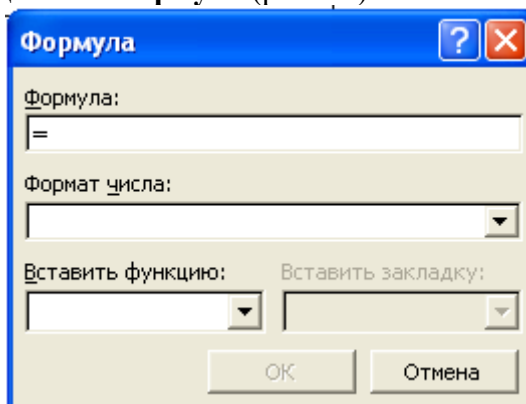 Формула
Формула:
=
Формат числа:
Вставить функцию: Вставить закладку:
ОК Отмена